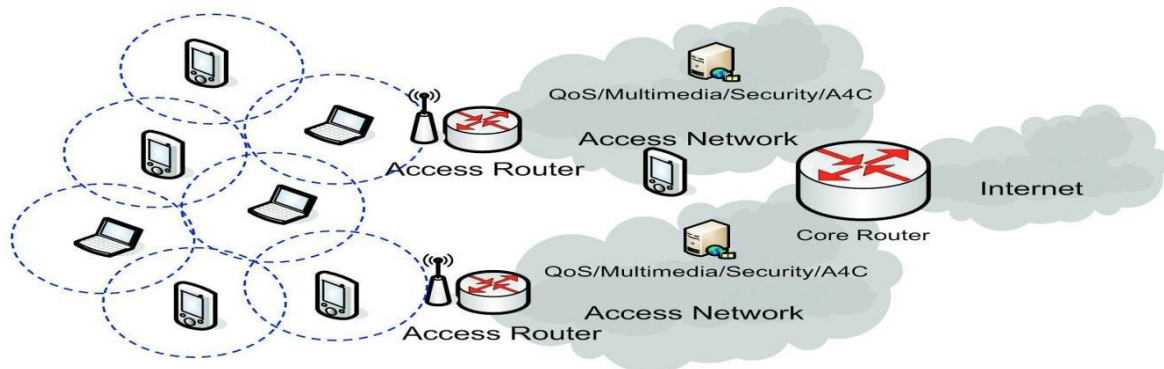 QoS/Multimedia/Security/A4C
Access Network
Access Router
Internet
Core Router
QoS/Multimedia/Security/A4C
Access Network
Access Router